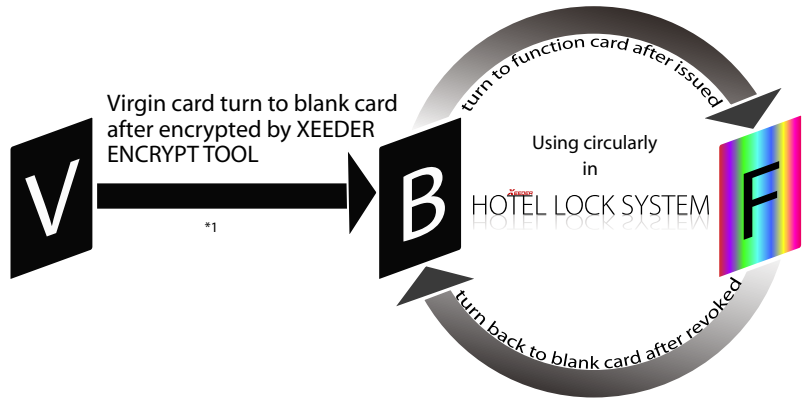 turn to function card after issued
Virgin card turn to blank card
after encrypted by XEEDER
ENCRYPT TOOL
Using circularly
in
V
B
F
XEEDER
HOTEL LOCK SYSTEM
*1
turn back to blank card after revoked